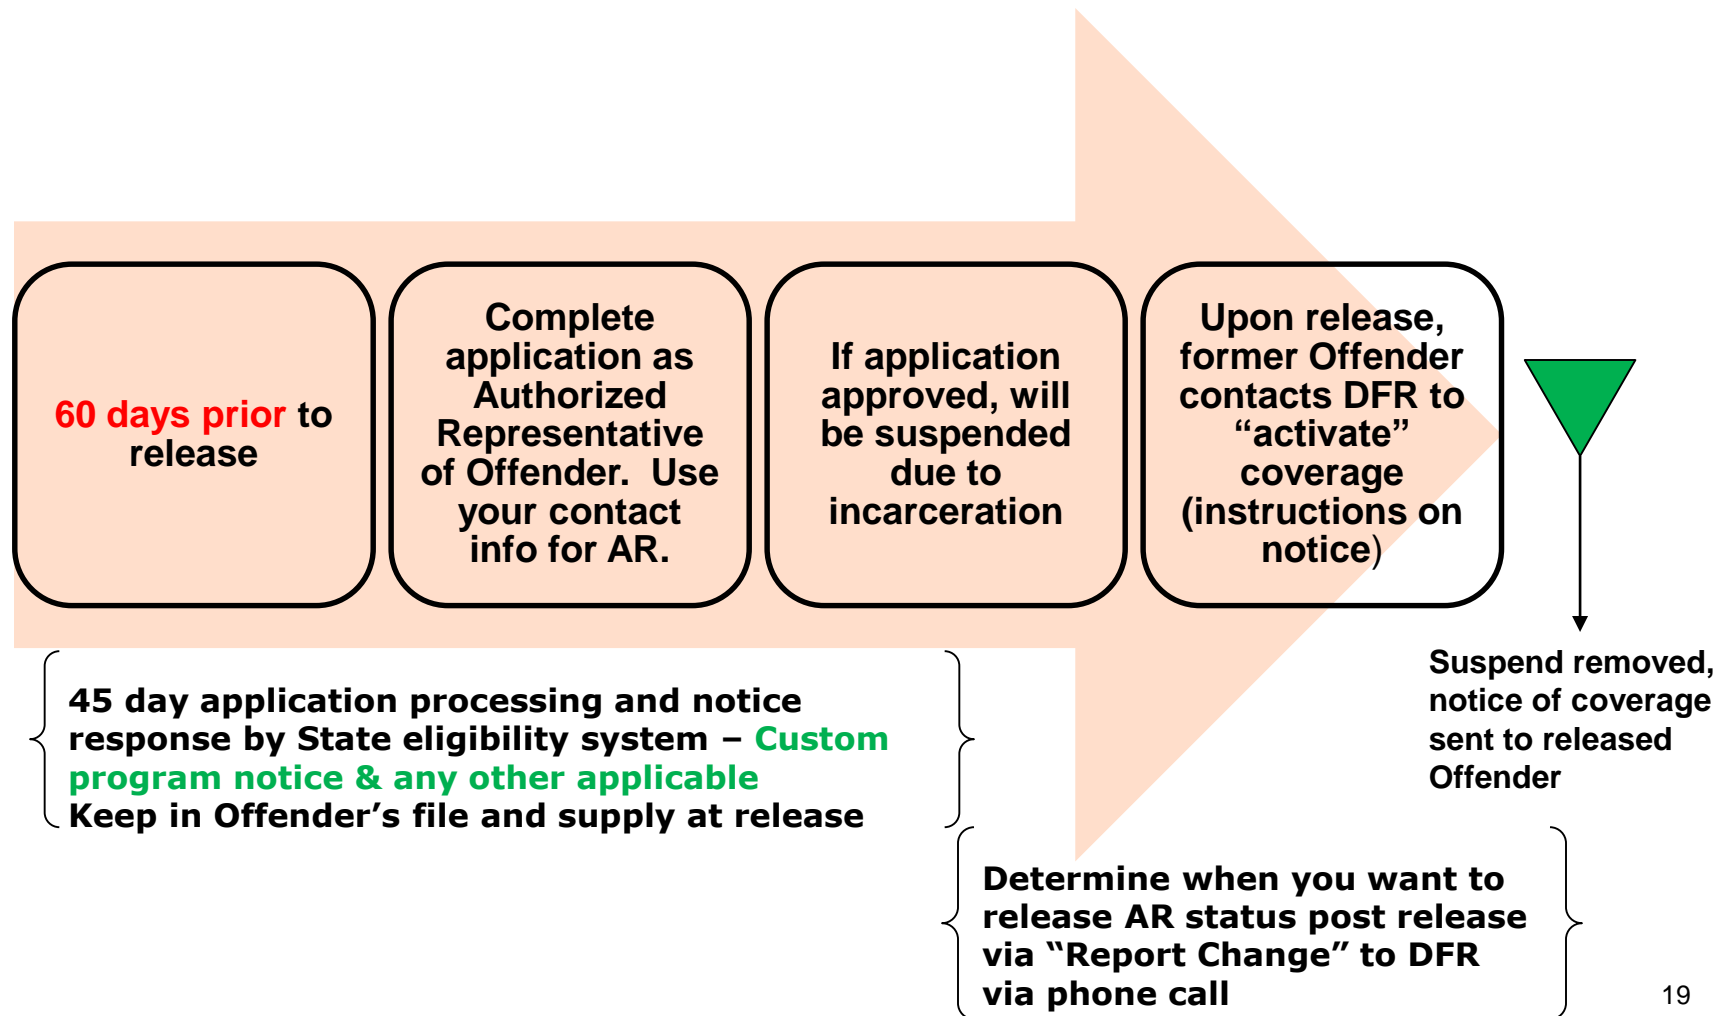 60 days prior to
release
Complete
application as
Authorized
Representative
of Offender.  Use
your contact
info for AR.
If application
approved, will
be suspended
due to
incarceration
Upon release,
former Offender
contacts DFR to
“activate”
coverage
(instructions on
notice)
Suspend removed,
notice of coverage
sent to released
Offender
45 day application processing and notice
response by State eligibility system – Custom
program notice & any other applicable
Keep in Offender’s file and supply at release
Determine when you want to
release AR status post release
via “Report Change” to DFR
via phone call
19